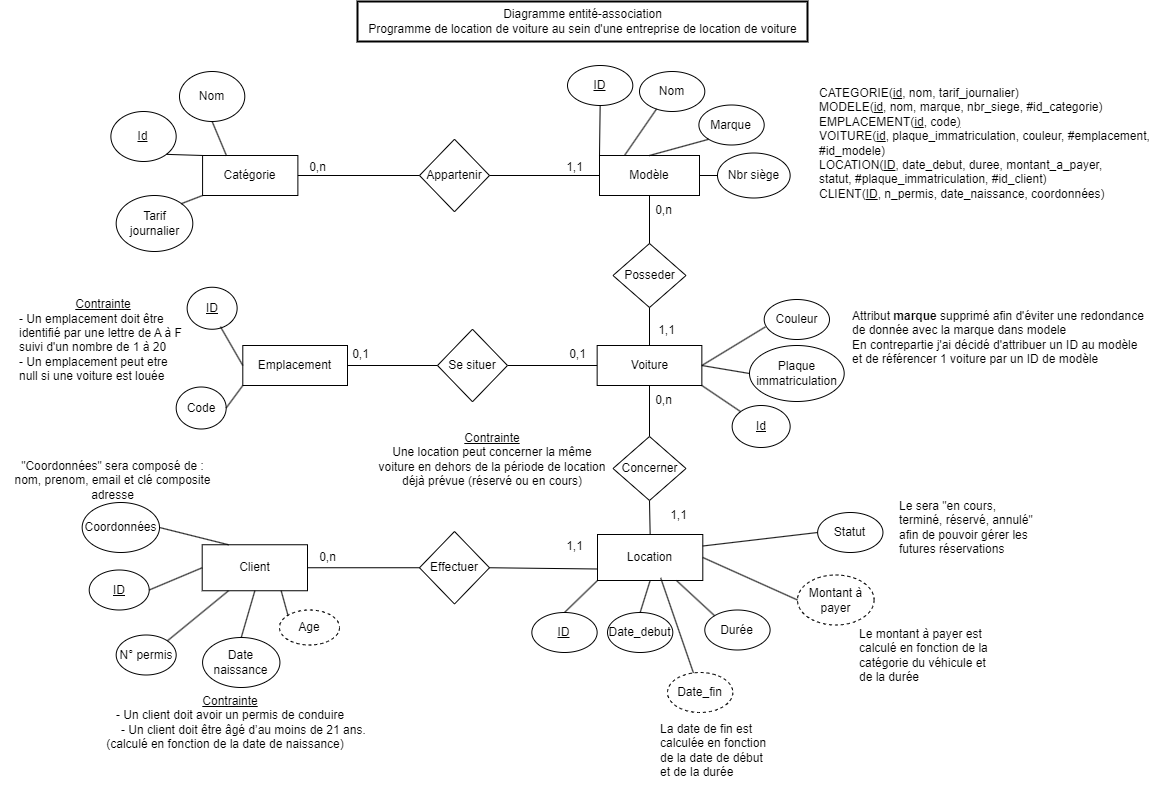 Diagramme entité-association
Programme de location de voiture au sein d'une entreprise de location de voiture
Nom
Id
Catégorie
Tarif
journalier
0,n
Appartenir
1,1
ID
Nom
Marque
Modèle
Nbr siège
0,n
CATEGORIE(id, nom, tarif_journalier)
MODELE(id, nom, marque, nbr_siege, #id_categorie)
EMPLACEMENT(id, code)
VOITURE(id, plaque_immatriculation, couleur, #emplacement,
#id_modele)
LOCATION(ID, date_debut, duree, montant_a_payer,
statut, #plaque_immatriculation, #id_client)
CLIENT(ID, n_permis, date_naissance, coordonnées)
Posseder
1,1
Contrainte
- Un emplacement doit être
identifié par une lettre de A à F
suivi d'un nombre de 1 à 20
- Un emplacement peut etre
null si une voiture est louée
ID
Emplacement
Code
0,1
Se situer
0,1
Voiture
Couleur
Plaque
immatriculation
Id
0,n
Attribut marque supprimé afin d'éviter une redondance
de donnée avec la marque dans modele
En contrepartie j'ai décidé d'attribuer un ID au modèle
et de référencer 1 voiture par un ID de modèle
Contrainte
Une location peut concerner la même
voiture en dehors de la période de location
déjà prévue (réservé ou en cours)
Concerner
1,1
"Coordonnées" sera composé de :
nom, prenom, email et clé composite
adresse
Coordonnées
ID
Client
N° permis
Date
naissance
Age
0,n
Effectuer
1,1
Location
Statut
Le sera "en cours,
terminé, réservé, annulé"
afin de pouvoir gérer les
futures réservations
Montant à
payer
ID
Date_debut
Durée
Le montant à payer est
calculé en fonction de la
catégorie du véhicule et
de la durée
Date_fin
Contrainte
- Un client doit avoir un permis de conduire
- Un client doit être âgé d'au moins de 21 ans.
(calculé en fonction de la date de naissance)
La date de fin est
calculée en fonction
de la date de début
et de la durée